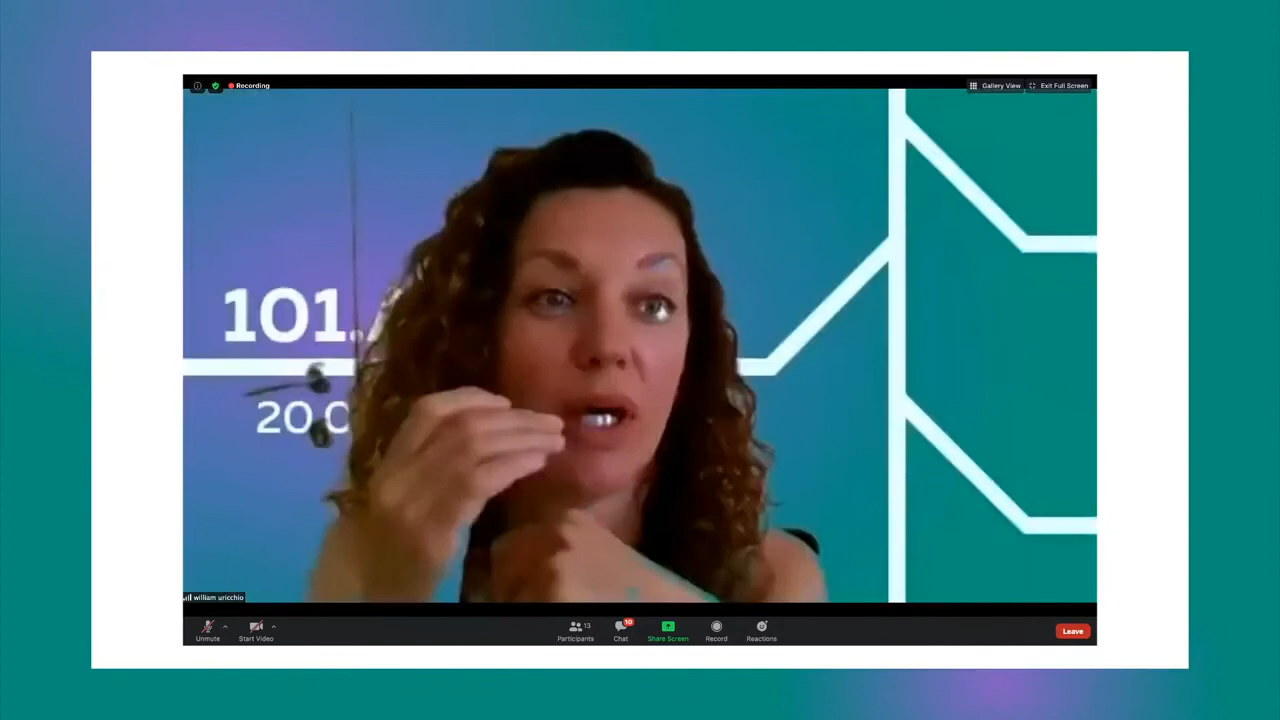 Recording
Gallery View
Exit Full Screen
101.
20.0
william uricchio
Unmute
Start Video
13
Participants
10
Chat
Share Screen
Record
Reactions
Leave